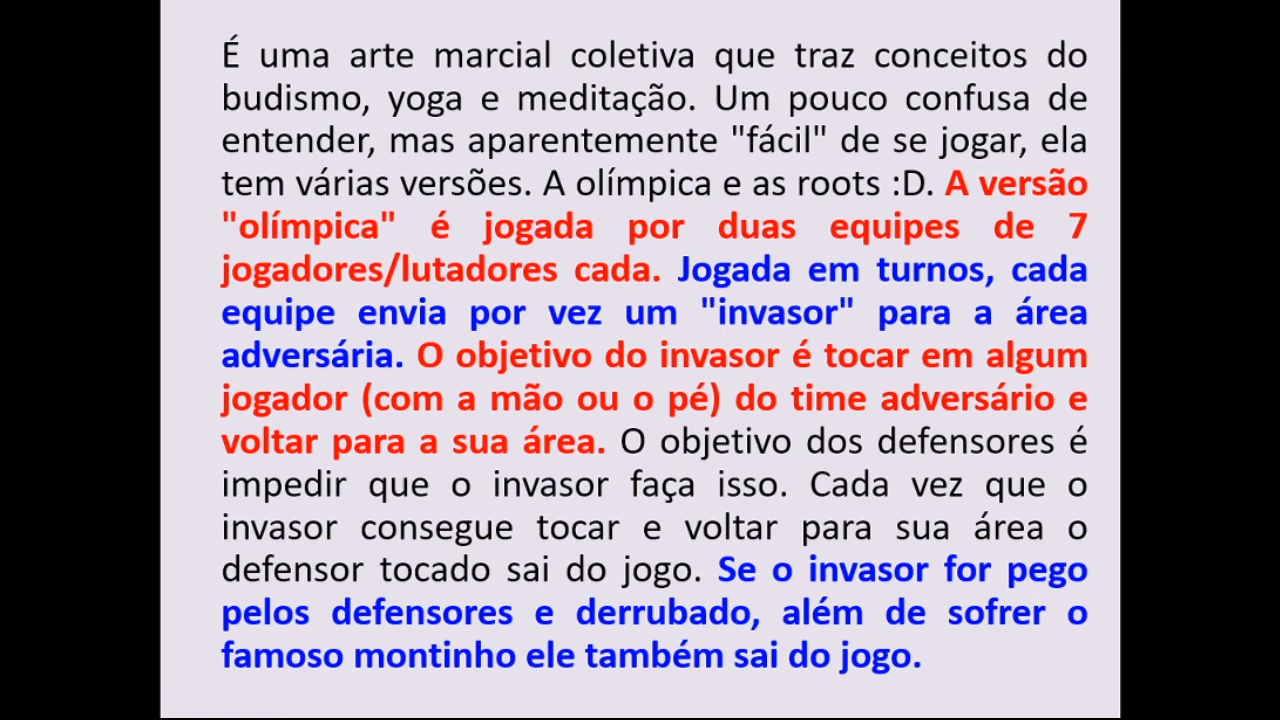 É uma arte marcial coletiva que traz conceitos do
budismo, yoga e meditação. Um pouco confusa de
entender, mas aparentemente "fácil" de se jogar, ela
tem várias versões. A olímpica e as roots :D. A versão
"olímpica" é jogada por duas equipes de 7
jogadores/lutadores cada. Jogada em turnos, cada
equipe envia por vez um "invasor" para a área
adversária. O objetivo do invasor é tocar em algum
jogador (com a mão ou o pé) do time adversário e
voltar para a sua área. O objetivo dos defensores é
impedir que o invasor faça isso. Cada vez que o
invasor consegue tocar e voltar para sua área o
defensor tocado sai do jogo. Se o invasor for pego
pelos defensores e derrubado, além de sofrer o
famoso montinho ele também sai do jogo.